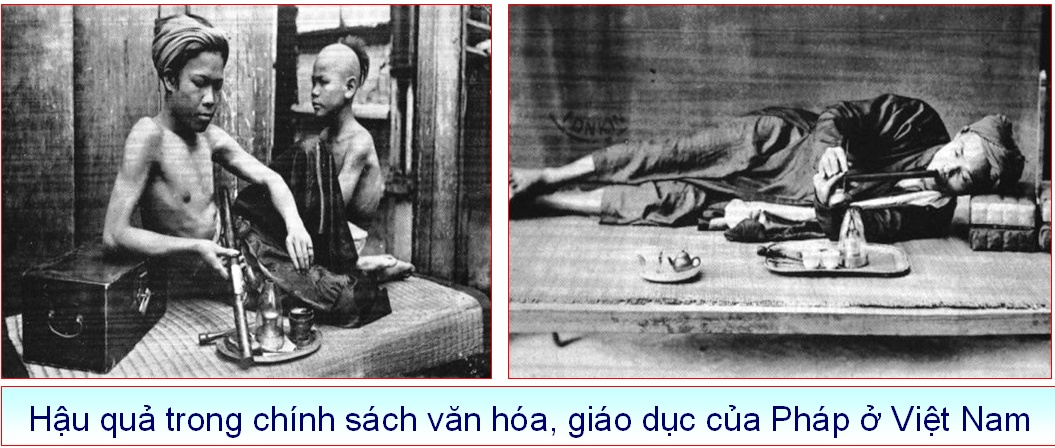 Hậu quả trong chính sách văn hóa, giáo dục của Pháp ở Việt Nam